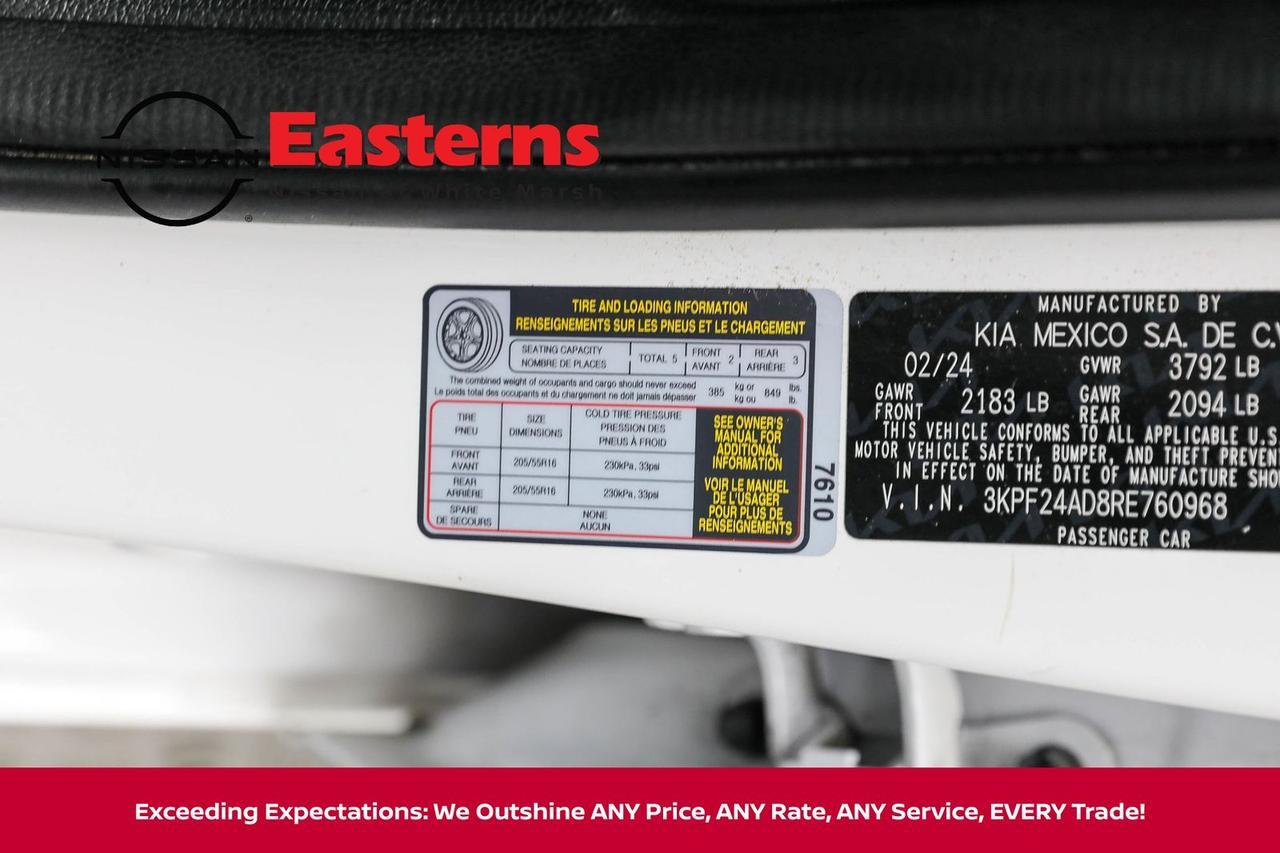 NISSAN
Easterns
Nissan of White Marsh
®
TIRE AND LOADING INFORMATION
RENSEIGNEMENTS SUR LES PNEUS ET LE CHARGEMENT
SEATING CAPACITY
NOMBRE DE PLACES
TOTAL 5
FRONT
AVANT 2
REAR
ARRIÈRE 3
The combined weight of occupants and cargo should never exceed
Le poids total des occupants et du chargement ne doit jamais dépasser
385 kg or
kg ou 849 lbs.
lb.
TIRE
PNEU
SIZE
DIMENSIONS
COLD TIRE PRESSURE
PRESSION DES
PNEUS À FROID
FRONT
AVANT
205/55R16
230kPa, 33psi
REAR
ARRIÈRE
205/55R16
230kPa, 33psi
SPARE
DE SECOURS
NONE
AUCUN
SEE OWNER'S
MANUAL FOR
ADDITIONAL
INFORMATION
VOIR LE MANUEL
DE L'USAGER
POUR PLUS DE
RENSEIGNEMENTS
7610
MANUFACTURED BY
KIA MEXICO S.A. DE C.V
02/24 GVWR 3792 LB
GAWR
FRONT 2183 LB
GAWR
REAR 2094 LB
THIS VEHICLE CONFORMS TO ALL APPLICABLE U.S
MOTOR VEHICLE SAFETY, BUMPER, AND THEFT PREVEN
IN EFFECT ON THE DATE OF MANUFACTURE SHO
V.I.N. 3KPF24AD8RE760968
PASSENGER CAR
Exceeding Expectations: We Outshine ANY Price, ANY Rate, ANY Service, EVERY Trade!